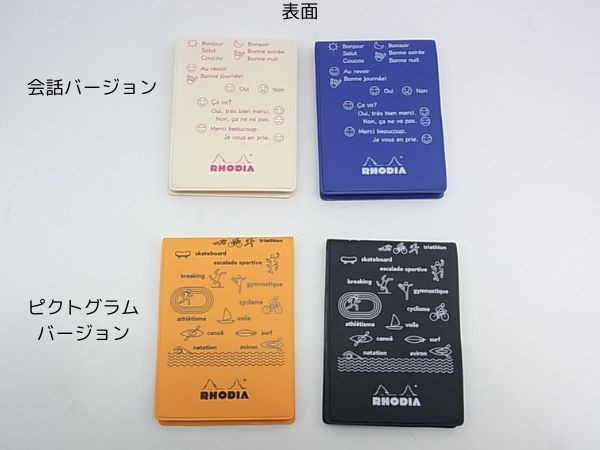 表面
会話バージョン
Bonjour
Salut
Coucou
Bonsoir
Bonne soirée
Bonne nuit
Au revoir
Bonne journée!
Oui
Non
Ça va?
Oui, très bien merci.
Non, ça ne va pas.
Merci beaucoup.
Je vous en prie.
RHODIA
Bonjour
Salut
Coucou
Bonsoir
Bonne soirée
Bonne nuit
Au revoir
Bonne journée!
Oui
Non
Ça va?
Oui, très bien merci.
Non, ça ne va pas.
Merci beaucoup.
Je vous en prie.
RHODIA
ピクトグラム
バージョン
triathlon
skateboard
escalade sportive
breaking
gymnastique
cyclisme
athlétisme
voile
canoë
surf
natation
aviron
RHODIA
triathlon
skateboard
escalade sportive
breaking
gymnastique
cyclisme
athlétisme
voile
canoë
surf
natation
aviron
RHODIA